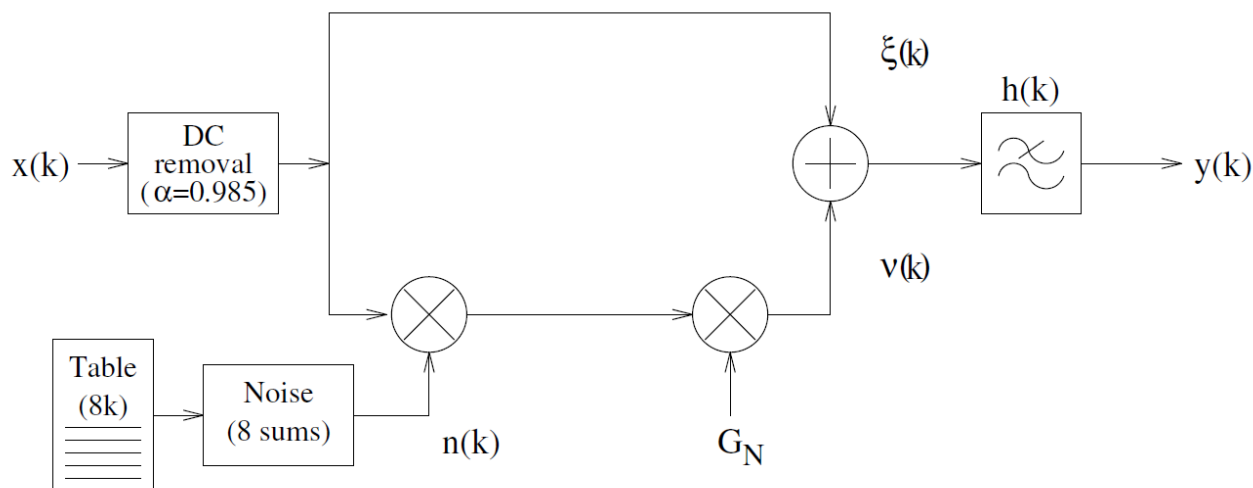 ξ(k)
h(k)
x(k)
DC
removal
(α=0.985)
y(k)
ν(k)
Table
(8k)
Noise
(8 sums)
n(k)
G_N